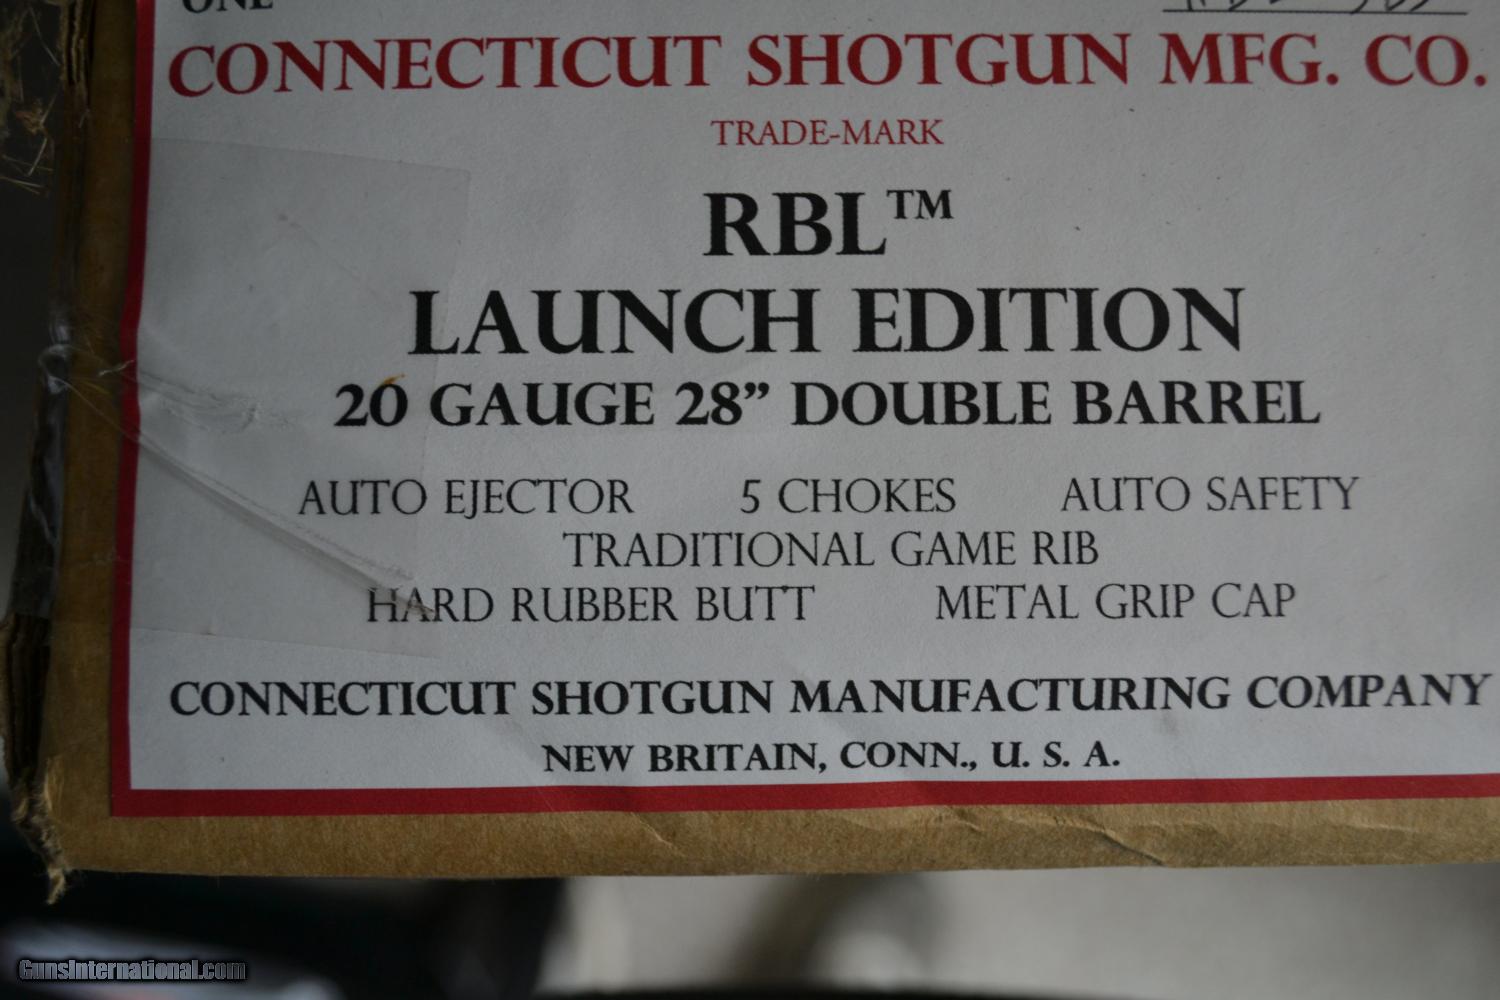 ONE
CONNECTICUT SHOTGUN MFG. CO.
TRADE-MARK
RBL™
LAUNCH EDITION
20 GAUGE 28” DOUBLE BARREL
AUTO EJECTOR 5 CHOKES AUTO SAFETY
TRADITIONAL GAME RIB
HARD RUBBER BUTT METAL GRIP CAP
CONNECTICUT SHOTGUN MANUFACTURING COMPANY
NEW BRITAIN, CONN., U. S. A.
GunsInternational.com